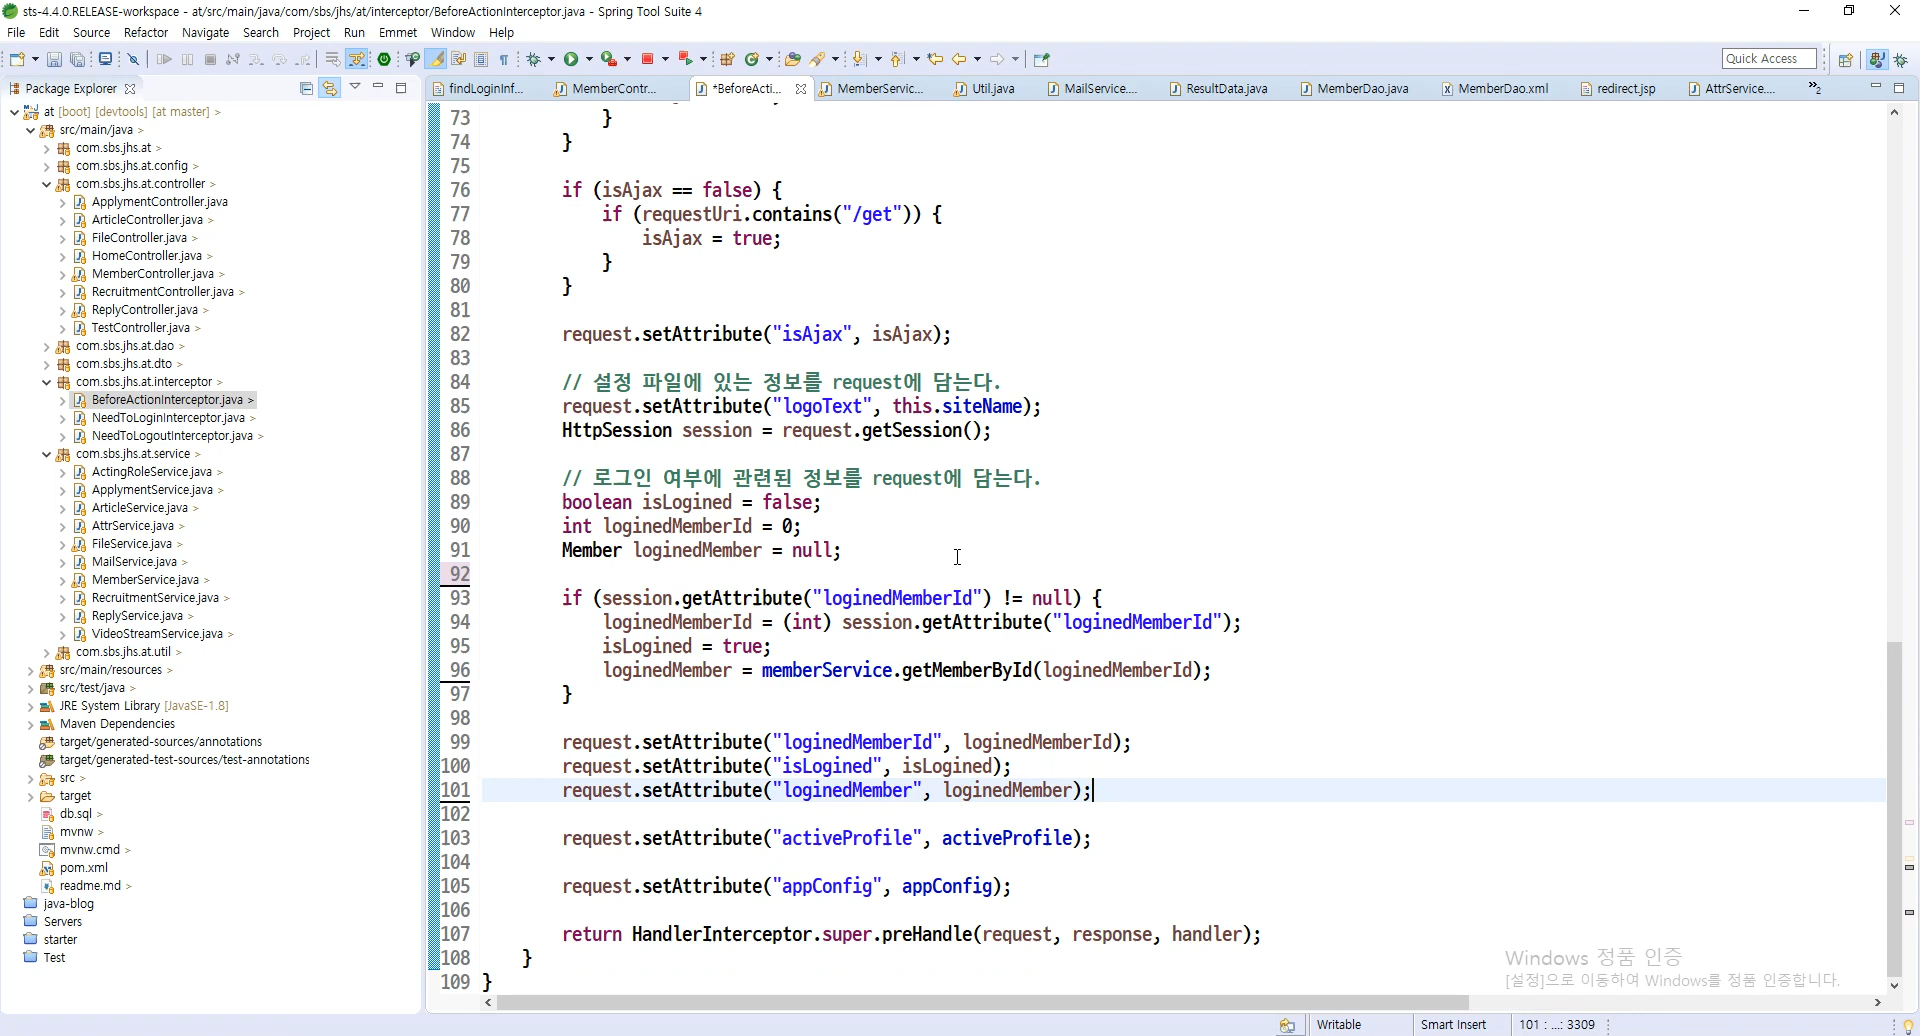 sts-4.4.0.RELEASE-workspace - at/src/main/java/com/sbs/jhs/at/interceptor/BeforeActionInterceptor.java - Spring Tool Suite 4
File Edit Source Refactor Navigate Search Project Run Emmet Window Help
Quick Access
Package Explorer
findLoginInf...
MemberContr...
*BeforeActi...
MemberServic...
Util.java
MailService....
ResultData.java
MemberDao.java
MemberDao.xml
redirect.jsp
AttrService....
»2
at [boot] [devtools] [at master] >
src/main/java >
com.sbs.jhs.at >
com.sbs.jhs.at.config >
com.sbs.jhs.at.controller >
ApplymentController.java
ArticleController.java >
FileController.java >
HomeController.java >
MemberController.java >
RecruitmentController.java >
ReplyController.java >
TestController.java >
com.sbs.jhs.at.dao >
com.sbs.jhs.at.dto >
com.sbs.jhs.at.interceptor >
BeforeActionInterceptor.java >
NeedToLoginInterceptor.java >
NeedToLogoutInterceptor.java >
com.sbs.jhs.at.service >
ActingRoleService.java >
ApplymentService.java >
ArticleService.java >
AttrService.java >
FileService.java >
MailService.java >
MemberService.java >
RecruitmentService.java >
ReplyService.java >
VideoStreamService.java >
com.sbs.jhs.at.util >
src/main/resources >
src/test/java >
JRE System Library [JavaSE-1.8]
Maven Dependencies
target/generated-sources/annotations
target/generated-test-sources/test-annotations
src >
target
db.sql >
mvnw >
mvnw.cmd >
pom.xml
readme.md >
java-blog
Servers
starter
Test
73 }
74 }
75
76 if (isAjax == false) {
77 if (requestUri.contains("/get")) {
78 isAjax = true;
79 }
80 }
81
82 request.setAttribute("isAjax", isAjax);
83
84 // 설정 파일에 있는 정보를 request에 담는다.
85 request.setAttribute("logoText", this.siteName);
86 HttpSession session = request.getSession();
87
88 // 로그인 여부에 관련된 정보를 request에 담는다.
89 boolean isLogined = false;
90 int loginedMemberId = 0;
91 Member loginedMember = null;
92
93 if (session.getAttribute("loginedMemberId") != null) {
94 loginedMemberId = (int) session.getAttribute("loginedMemberId");
95 isLogined = true;
96 loginedMember = memberService.getMemberById(loginedMemberId);
97 }
98
99 request.setAttribute("loginedMemberId", loginedMemberId);
100 request.setAttribute("isLogined", isLogined);
101 request.setAttribute("loginedMember", loginedMember);
102
103 request.setAttribute("activeProfile", activeProfile);
104
105 request.setAttribute("appConfig", appConfig);
106
107 return HandlerInterceptor.super.preHandle(request, response, handler);
108 }
109 }
Windows 정품 인증
[설정]으로 이동하여 Windows를 정품 인증합니다.
Writable
Smart Insert
101 : ...: 3309